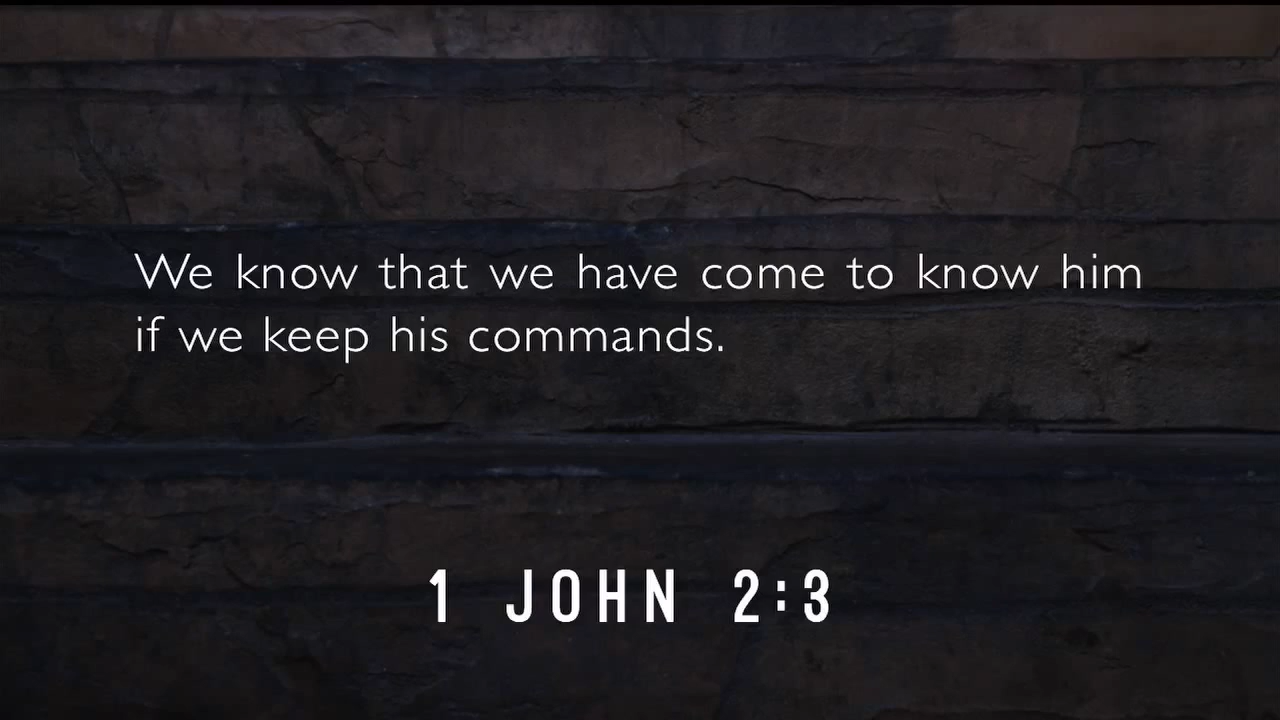 We know that we have come to know him
if we keep his commands.
1 JOHN 2:3